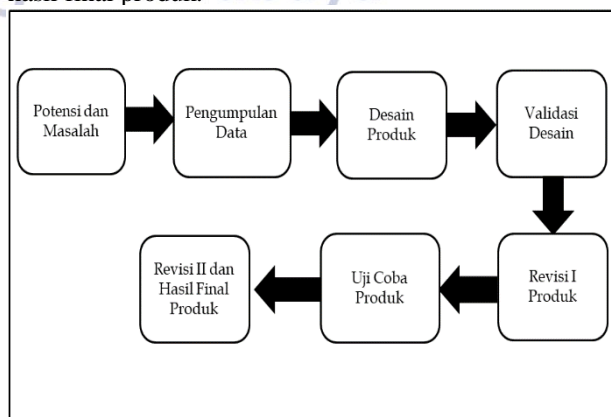 hasil final produk.
Potensi dan
Masalah
Pengumpulan
Data
Desain
Produk
Validasi
Desain
Revisi I
Produk
Uji Coba
Produk
Revisi II dan
Hasil Final
Produk